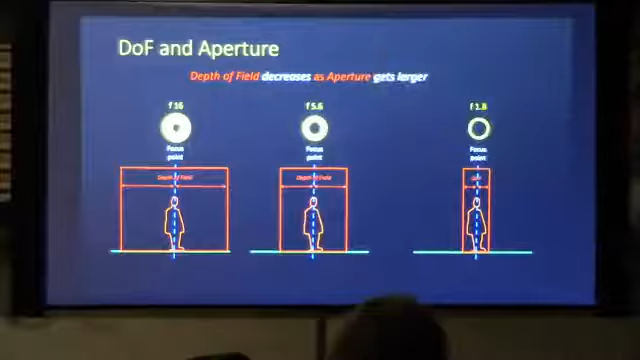 DoF and Aperture
Depth of Field decreases as Aperture gets larger
f 16
f 5.6
f 1.8
Focus
point
Focus
point
Focus
point
Depth of Field
Depth of Field